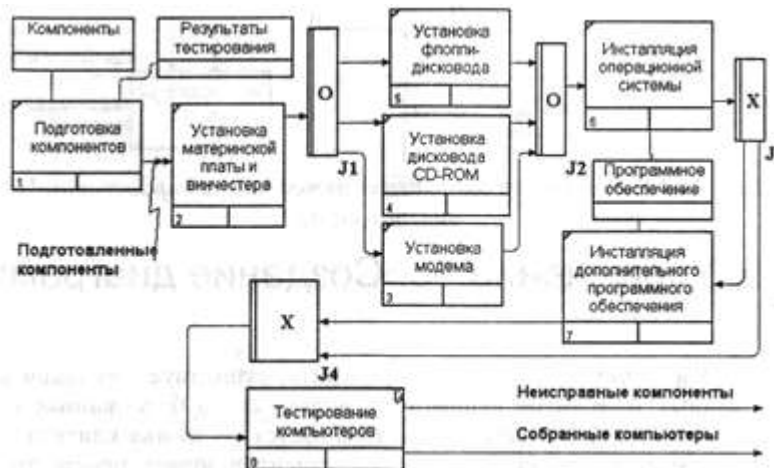 Компоненты
Результаты
тестирования
Подготовка
компонентов
1
Установка
материнской
платы и
винчестера
2
Подготовленные
компоненты
O
J1
Установка
флоппи-
дисковода
5
Установка
дисковода
CD-ROM
4
Установка
модема
3
O
J2
Инсталляция
операционной
системы
6
X
J
Программное
обеспечение
Инсталляция
дополнительного
программного
обеспечения
7
X
J4
Тестирование
компьютеров
Неисправные компоненты
Собранные компьютеры